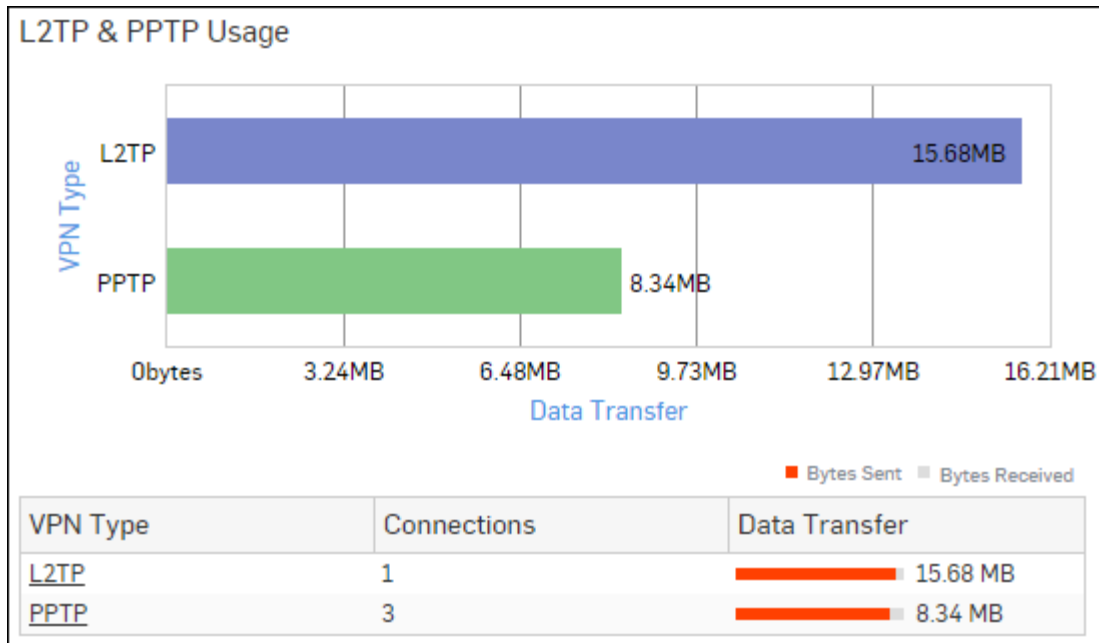 L2TP & PPTP Usage
VPN Type
L2TP
15.68MB
PPTP
8.34MB
0bytes
3.24MB
6.48MB
9.73MB
12.97MB
16.21MB
Data Transfer
Bytes Sent
Bytes Received
VPN Type Connections Data Transfer
L2TP 1 15.68 MB
PPTP 3 8.34 MB